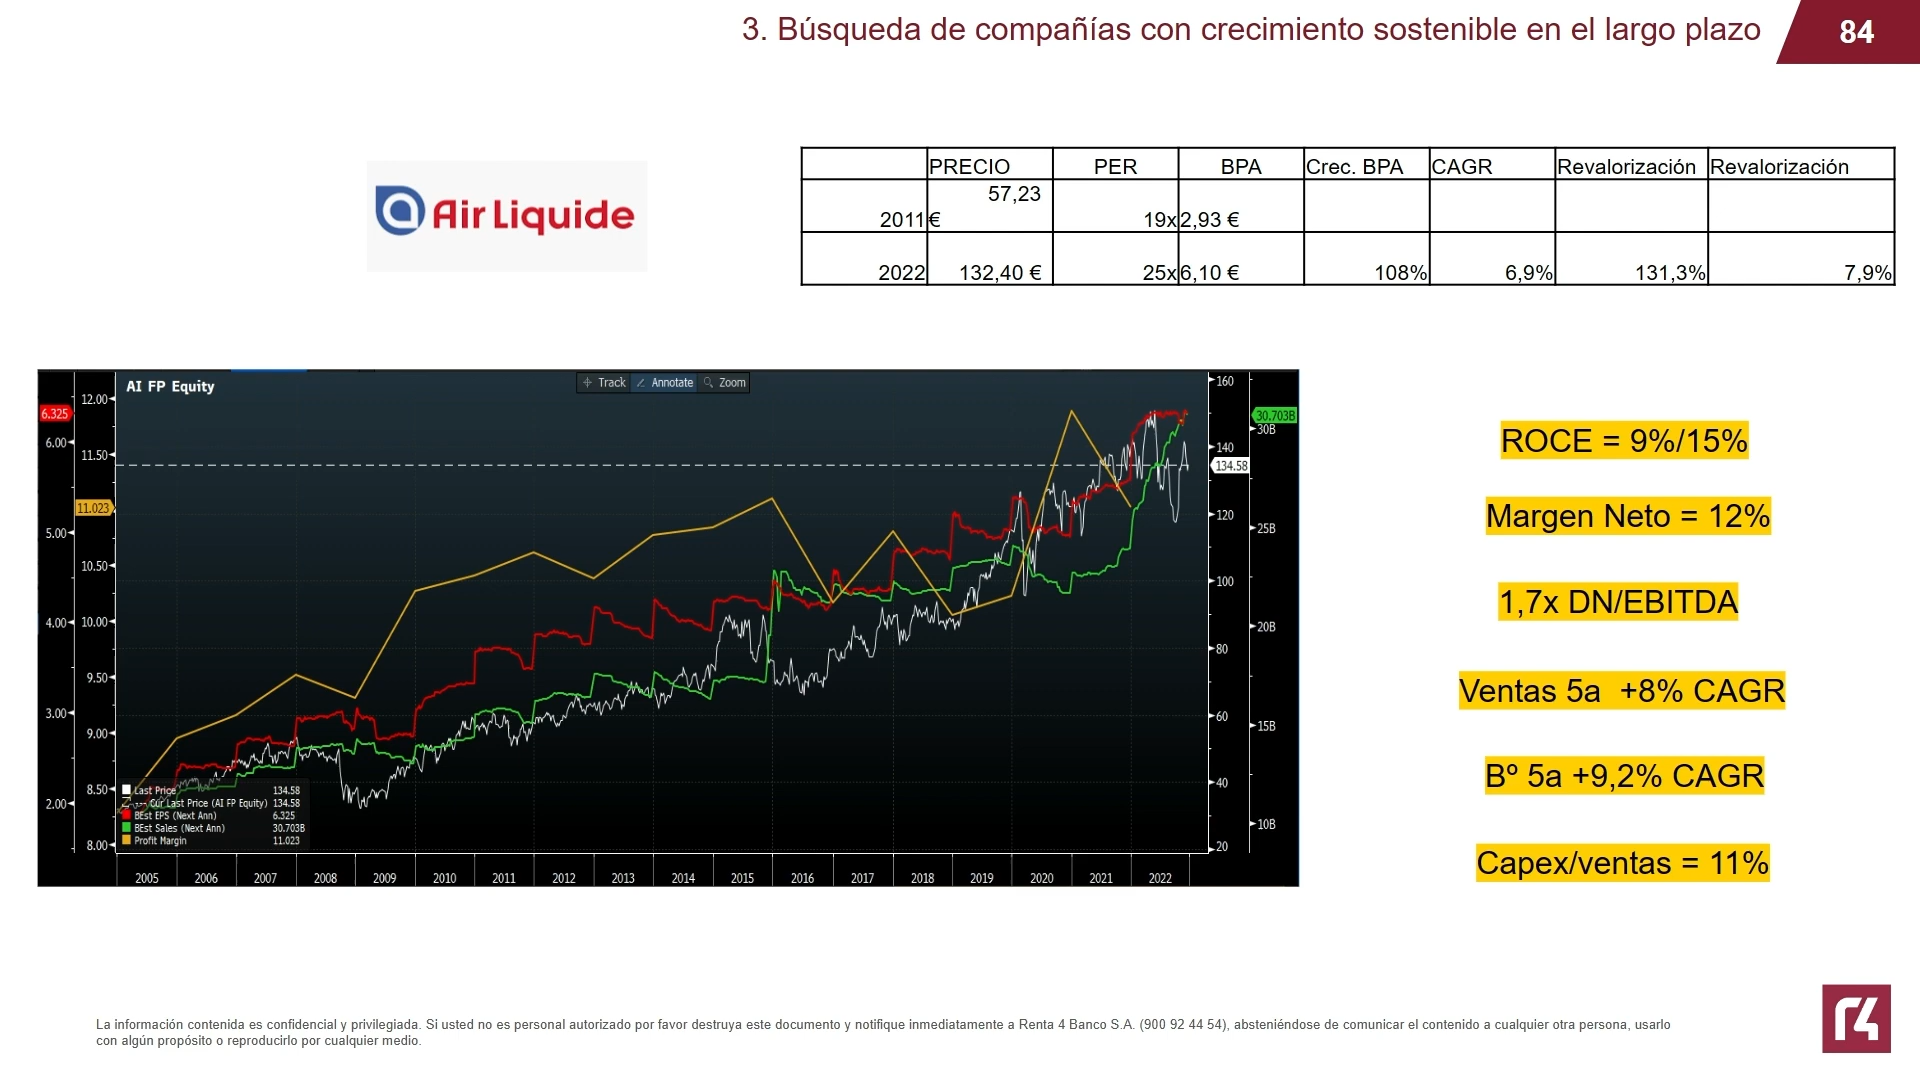 3. Búsqueda de compañías con crecimiento sostenible en el largo plazo
84
Air Liquide
PRECIO PER BPA Crec. BPA CAGR Revalorización Revalorización
2011 57,23 € 19x 2,93 €
2022 132,40 € 25x 6,10 € 108% 6,9% 131,3% 7,9%
AI FP Equity
Track Annotate Zoom
6.325
6.00
5.00
4.00
3.00
2.00
12.00
11.50
11.023
10.50
10.00
9.50
9.00
8.50
8.00
160
140
134.58
120
100
80
60
40
20
30.703B
30B
25B
20B
15B
10B
Last Price 134.58
Cur Last Price (AI FP Equity) 134.58
BEst EPS (Next Ann) 6.325
BEst Sales (Next Ann) 30.703B
Profit Margin 11.023
2005 2006 2007 2008 2009 2010 2011 2012 2013 2014 2015 2016 2017 2018 2019 2020 2021 2022
ROCE = 9%/15%
Margen Neto = 12%
1,7x DN/EBITDA
Ventas 5a +8% CAGR
Bº 5a +9,2% CAGR
Capex/ventas = 11%
La información contenida es confidencial y privilegiada. Si usted no es personal autorizado por favor destruya este documento y notifique inmediatamente a Renta 4 Banco S.A. (900 92 44 54), absteniéndose de comunicar el contenido a cualquier otra persona, usarlo
con algún propósito o reproducirlo por cualquier medio.
r4